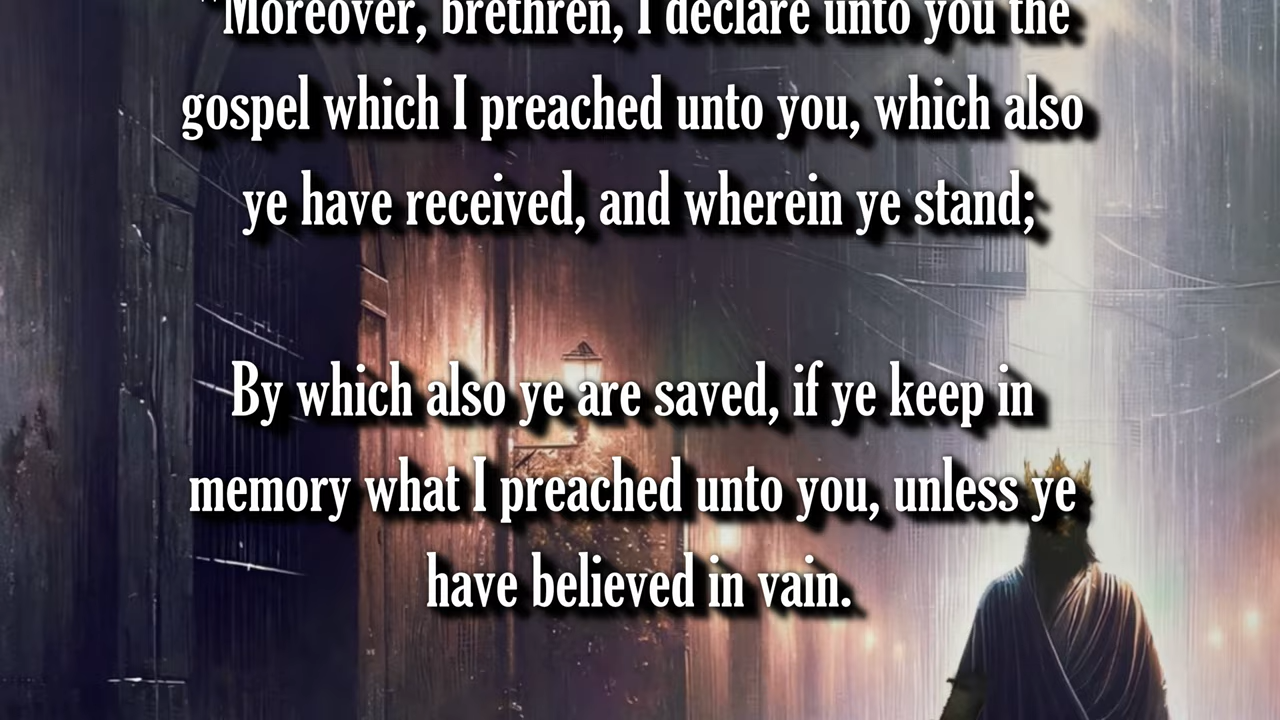 "Moreover, brethren, I declare unto you the
gospel which I preached unto you, which also
ye have received, and wherein ye stand;
By which also ye are saved, if ye keep in
memory what I preached unto you, unless ye
have believed in vain.